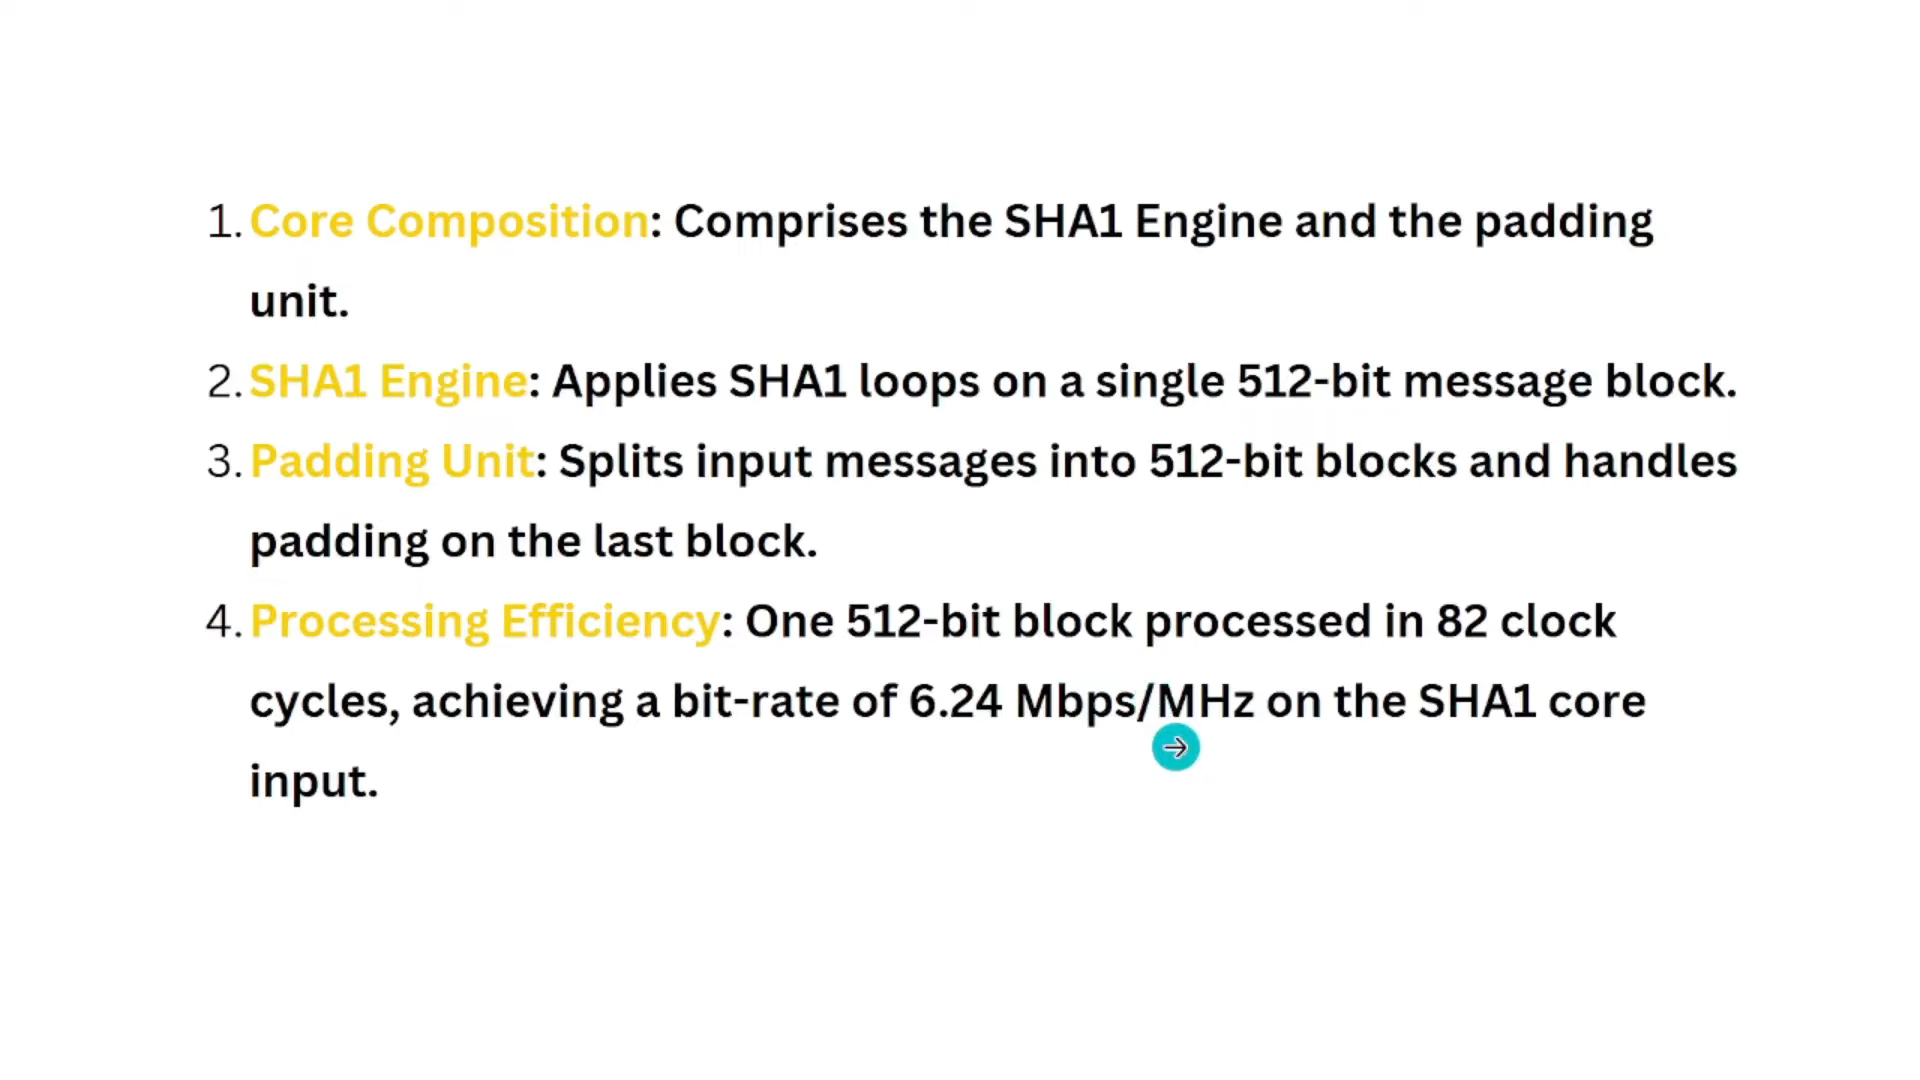 1. Core Composition: Comprises the SHA1 Engine and the padding
unit.
2. SHA1 Engine: Applies SHA1 loops on a single 512-bit message block.
3. Padding Unit: Splits input messages into 512-bit blocks and handles
padding on the last block.
4. Processing Efficiency: One 512-bit block processed in 82 clock
cycles, achieving a bit-rate of 6.24 Mbps/MHz on the SHA1 core
input.